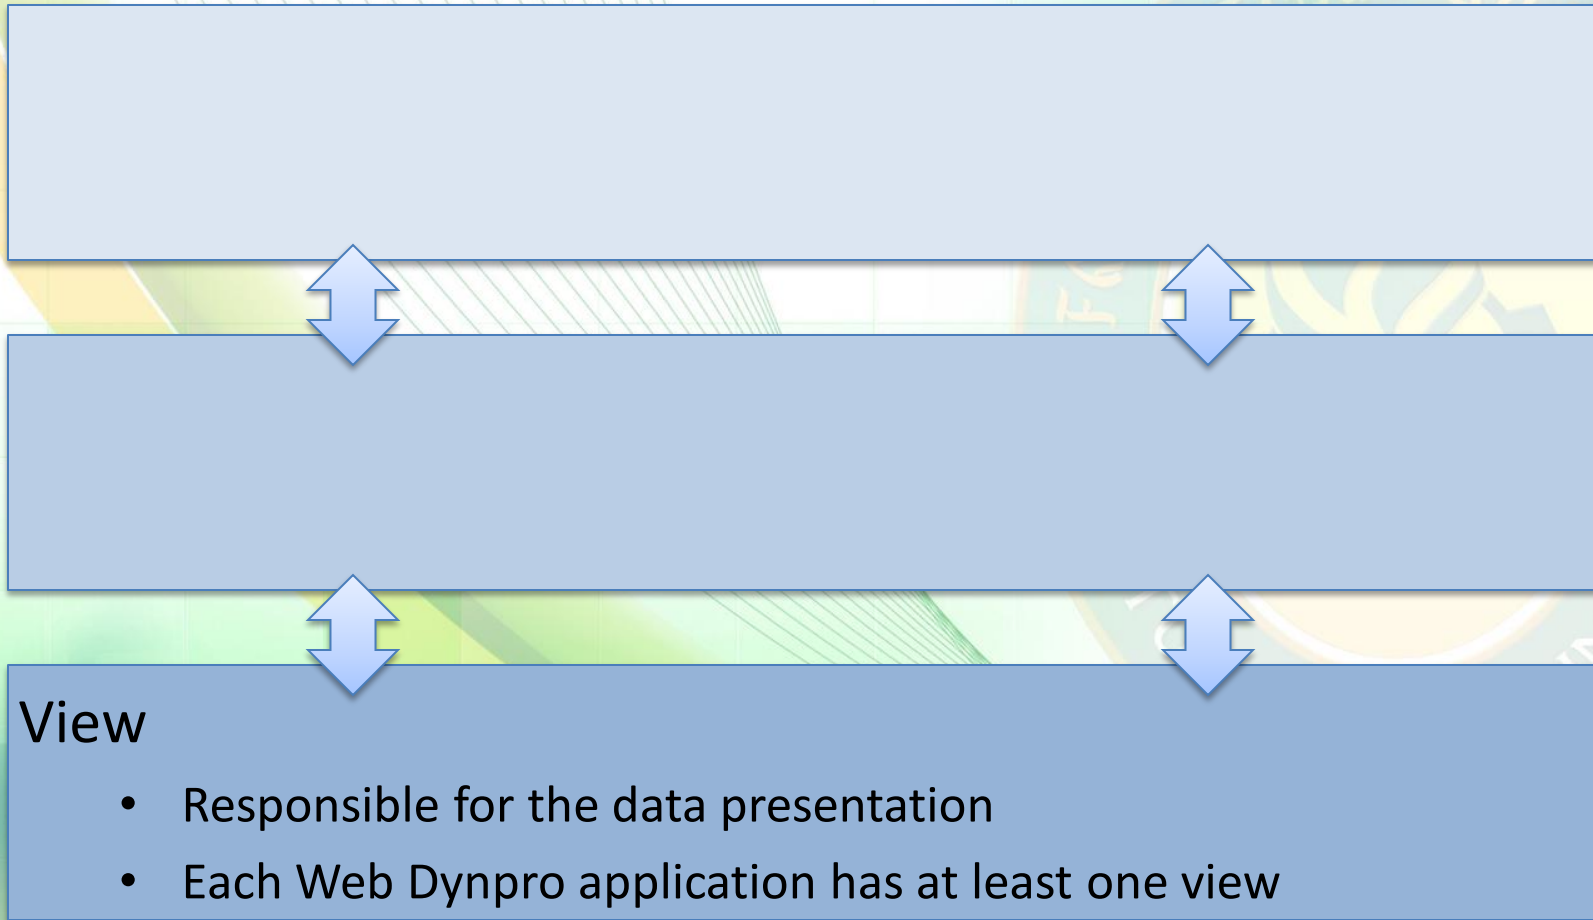 View
• Responsible for the data presentation
• Each Web Dynpro application has at least one view